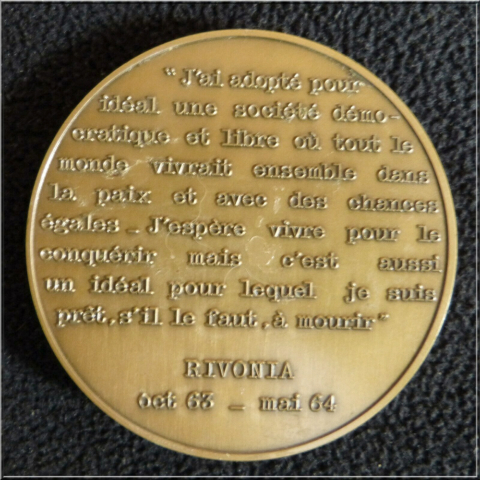 "J'ai adopté pour
idéal une société démo-
cratique et libre où tout le
monde vivrait ensemble dans
la paix et avec des chances
égales - J'espère vivre pour le
conquérir mais c'est aussi
un idéal pour lequel je suis
prêt, s'il le faut, à mourir"
RIVONIA
Oct 63 - mai 64